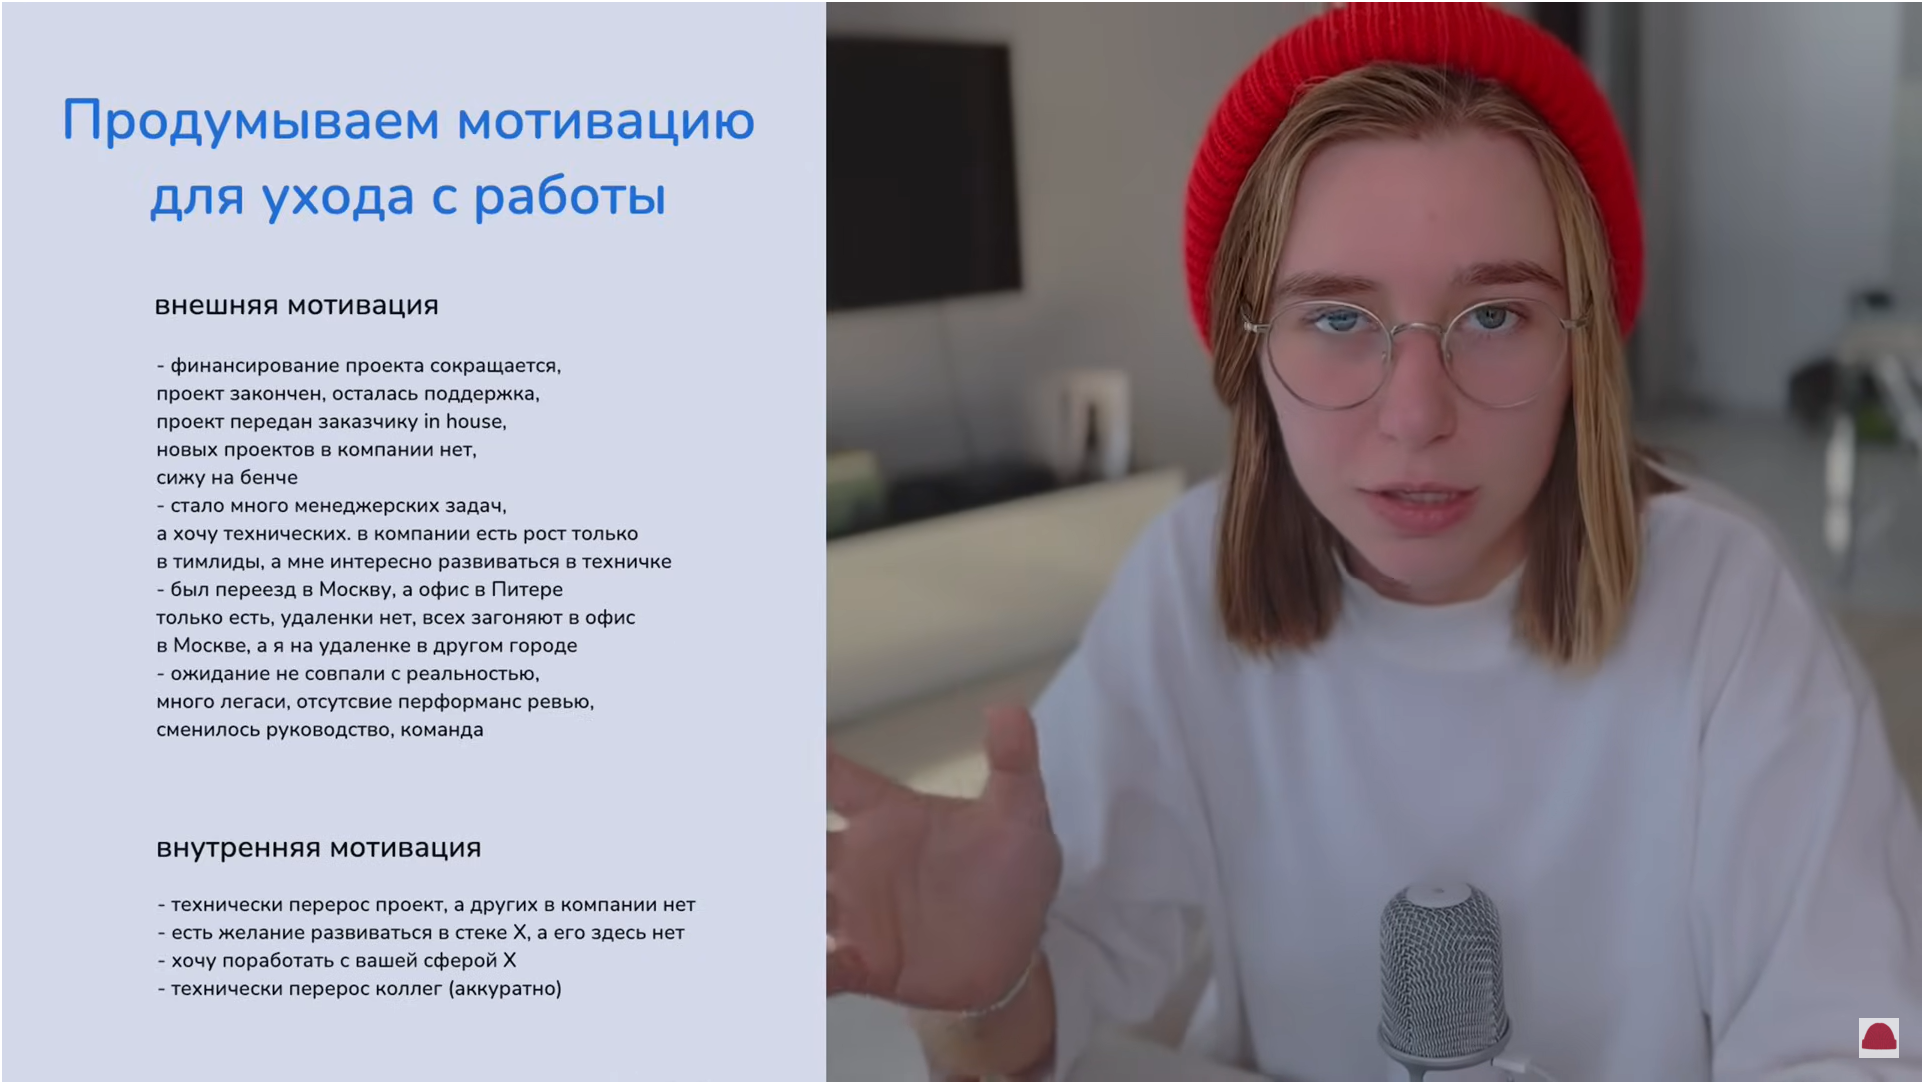 Продумываем мотивацию
для ухода с работы
внешняя мотивация
- финансирование проекта сокращается,
проект закончен, осталась поддержка,
проект передан заказчику in house,
новых проектов в компании нет,
сижу на бенче
- стало много менеджерских задач,
а хочу технических. в компании есть рост только
в тимлиды, а мне интересно развиваться в техничке
- был переезд в Москву, а офис в Питере
только есть, удаленки нет, всех загоняют в офис
в Москве, а я на удаленке в другом городе
- ожидание не совпали с реальностью,
много легаси, отсутсвие перформанс ревью,
сменилось руководство, команда
внутренняя мотивация
- технически перерос проект, а других в компании нет
- есть желание развиваться в стеке X, а его здесь нет
- хочу поработать с вашей сферой X
- технически перерос коллег (аккуратно)